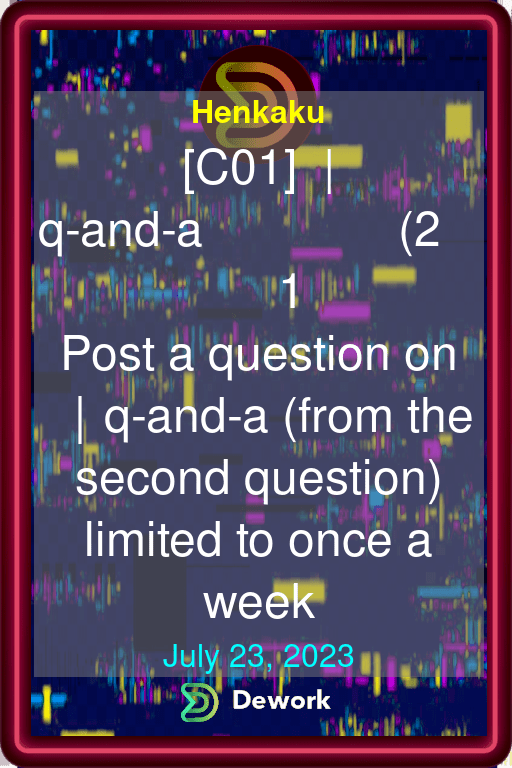 Henkaku
[C01] |
q-and-a (2
1
Post a question on
| q-and-a (from the
second question)
limited to once a
week
July 23, 2023
Dework